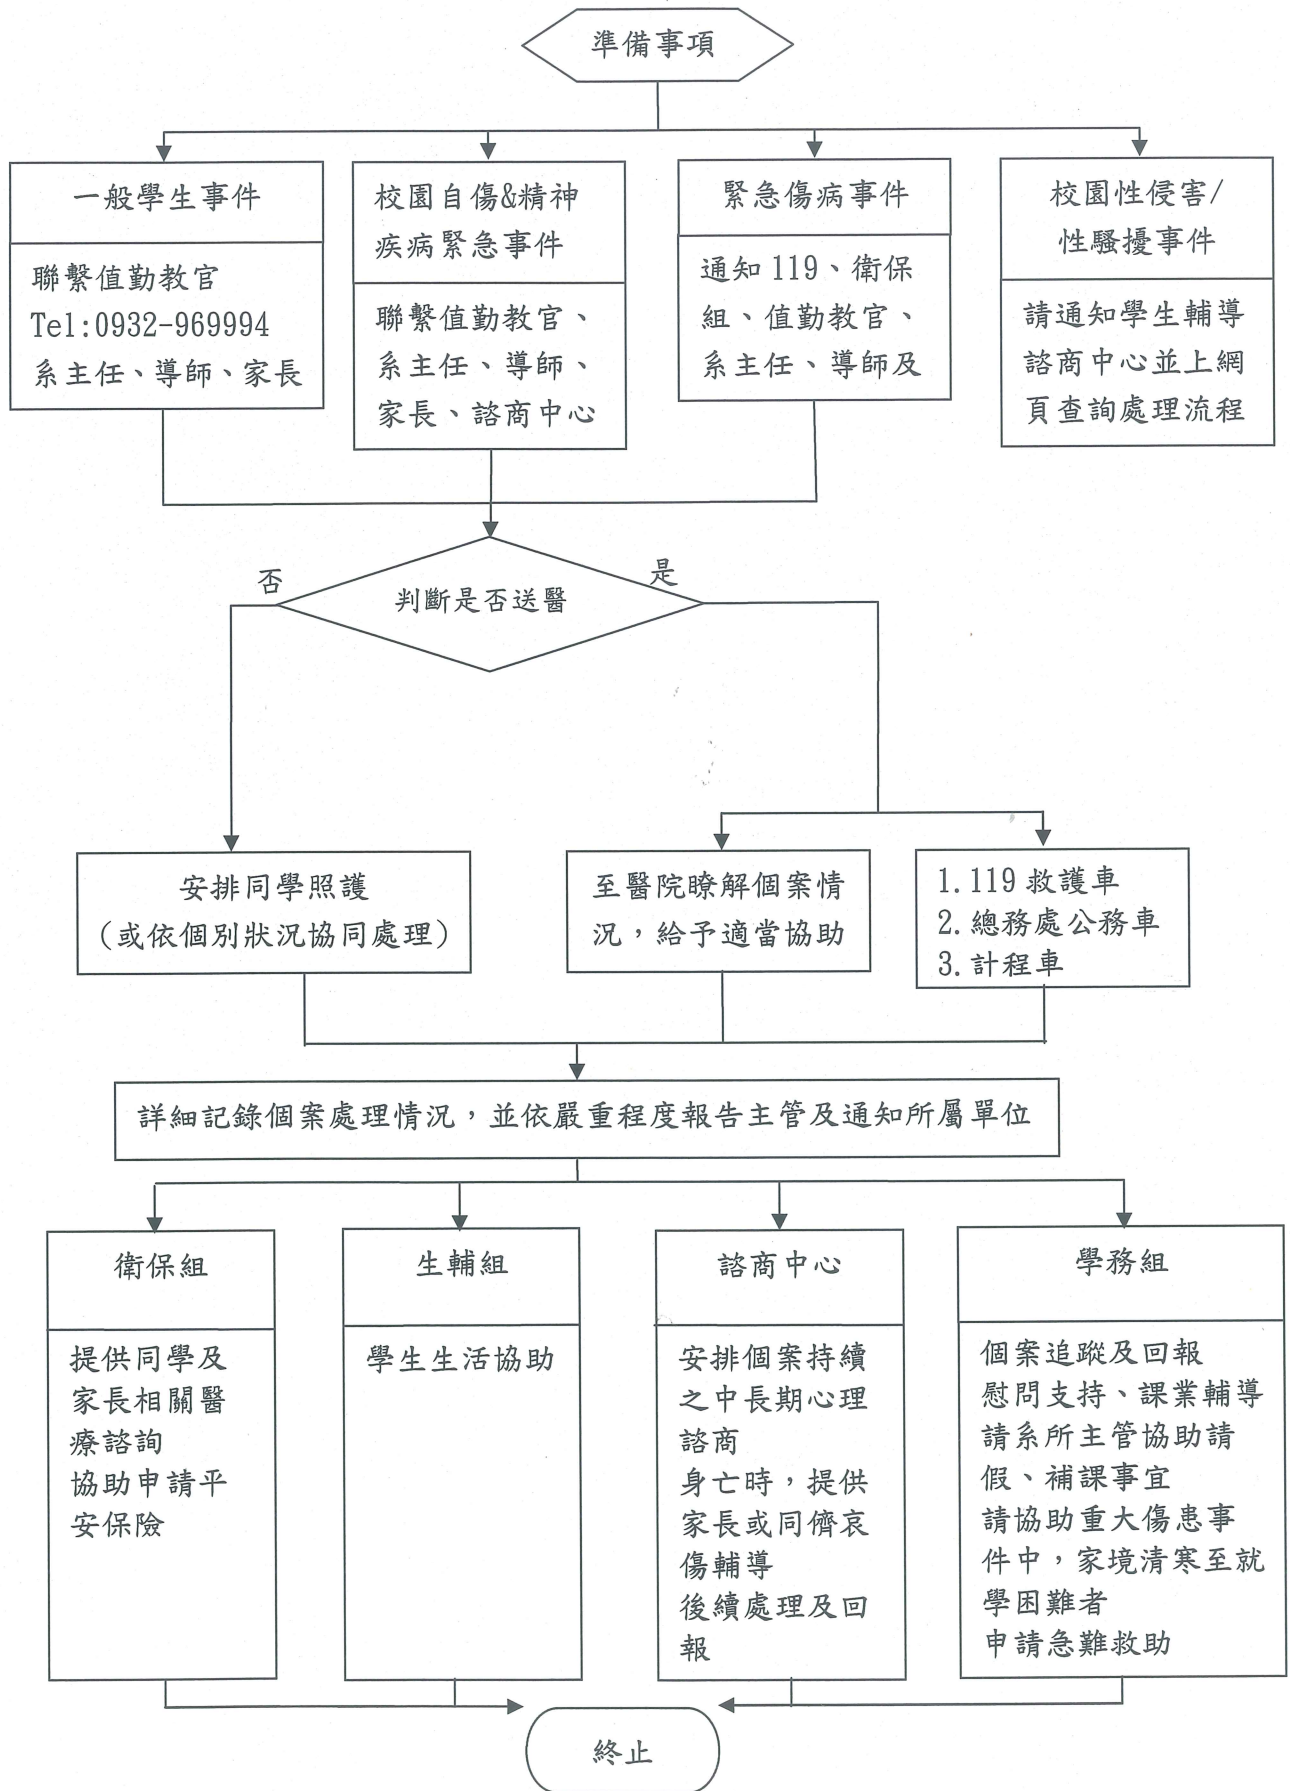 準備事項
一般學生事件
聯繫值勤教官
Tel:0932-969994
系主任、導師、家長
校園自傷&精神
疾病緊急事件
聯繫值勤教官、
系主任、導師、
家長、諮商中心
緊急傷病事件
通知119、衛保
組、值勤教官、
系主任、導師及
校園性侵害/
性騷擾事件
請通知學生輔導
諮商中心並上網
頁查詢處理流程
否
判斷是否送醫
是
安排同學照護
(或依個別狀況協同處理)
至醫院瞭解個案情
況，給予適當協助
1.119救護車
2.總務處公務車
3.計程車
詳細記錄個案處理情況，並依嚴重程度報告主管及通知所屬單位
衛保組
提供同學及
家長相關醫
療諮詢
協助申請平
安保險
生輔組
學生生活協助
諮商中心
安排個案持續
之中長期心理
諮商
身亡時，提供
家長或同儕哀
傷輔導
後續處理及回
報
學務組
個案追蹤及回報
慰問支持、課業輔導
請系所主管協助請
假、補課事宜
請協助重大傷患事
件中，家境清寒至就
學困難者
申請急難救助
終止